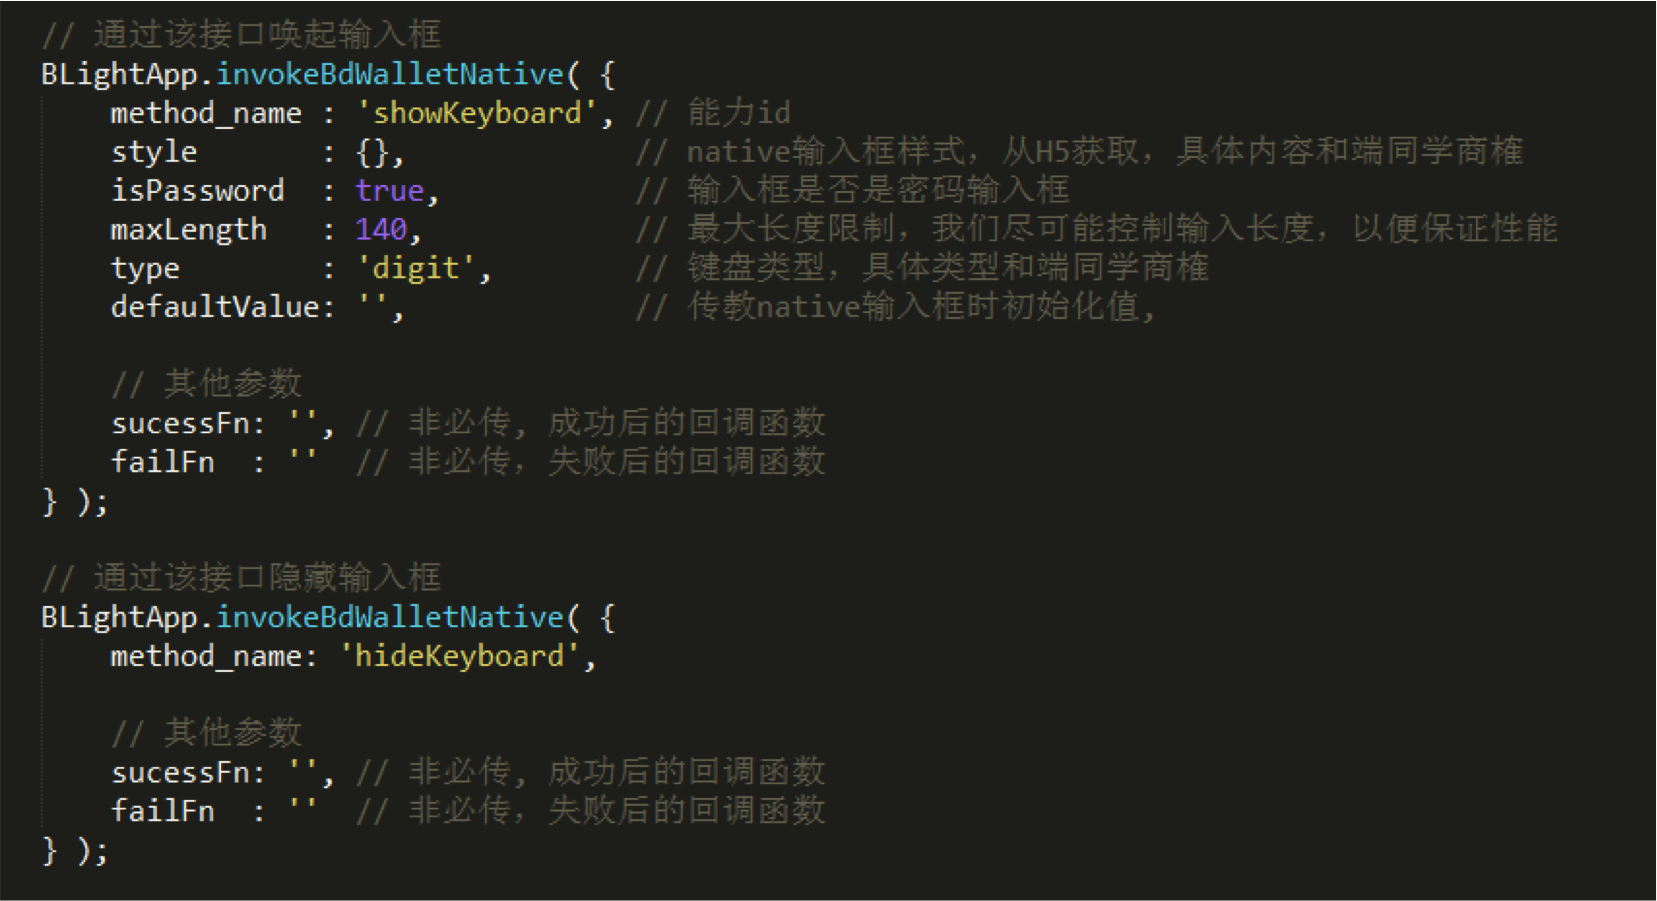 // 通过该接口唤起输入框
BLightApp.invokeBdWalletNative( {
    method_name : 'showKeyboard', // 能力id
    style       : {},             // native输入框样式，从H5获取，具体内容和端同学商榷
    isPassword  : true,           // 输入框是否是密码输入框
    maxLength   : 140,            // 最大长度限制，我们尽可能控制输入长度，以便保证性能
    type        : 'digit',        // 键盘类型，具体类型和端同学商榷
    defaultValue: '',             // 传教native输入框时初始化值,
    // 其他参数
    sucessFn: '', // 非必传，成功后的回调函数
    failFn  : ''  // 非必传，失败后的回调函数
} );
// 通过该接口隐藏输入框
BLightApp.invokeBdWalletNative( {
    method_name: 'hideKeyboard',
    // 其他参数
    sucessFn: '', // 非必传，成功后的回调函数
    failFn  : ''  // 非必传，失败后的回调函数
} );